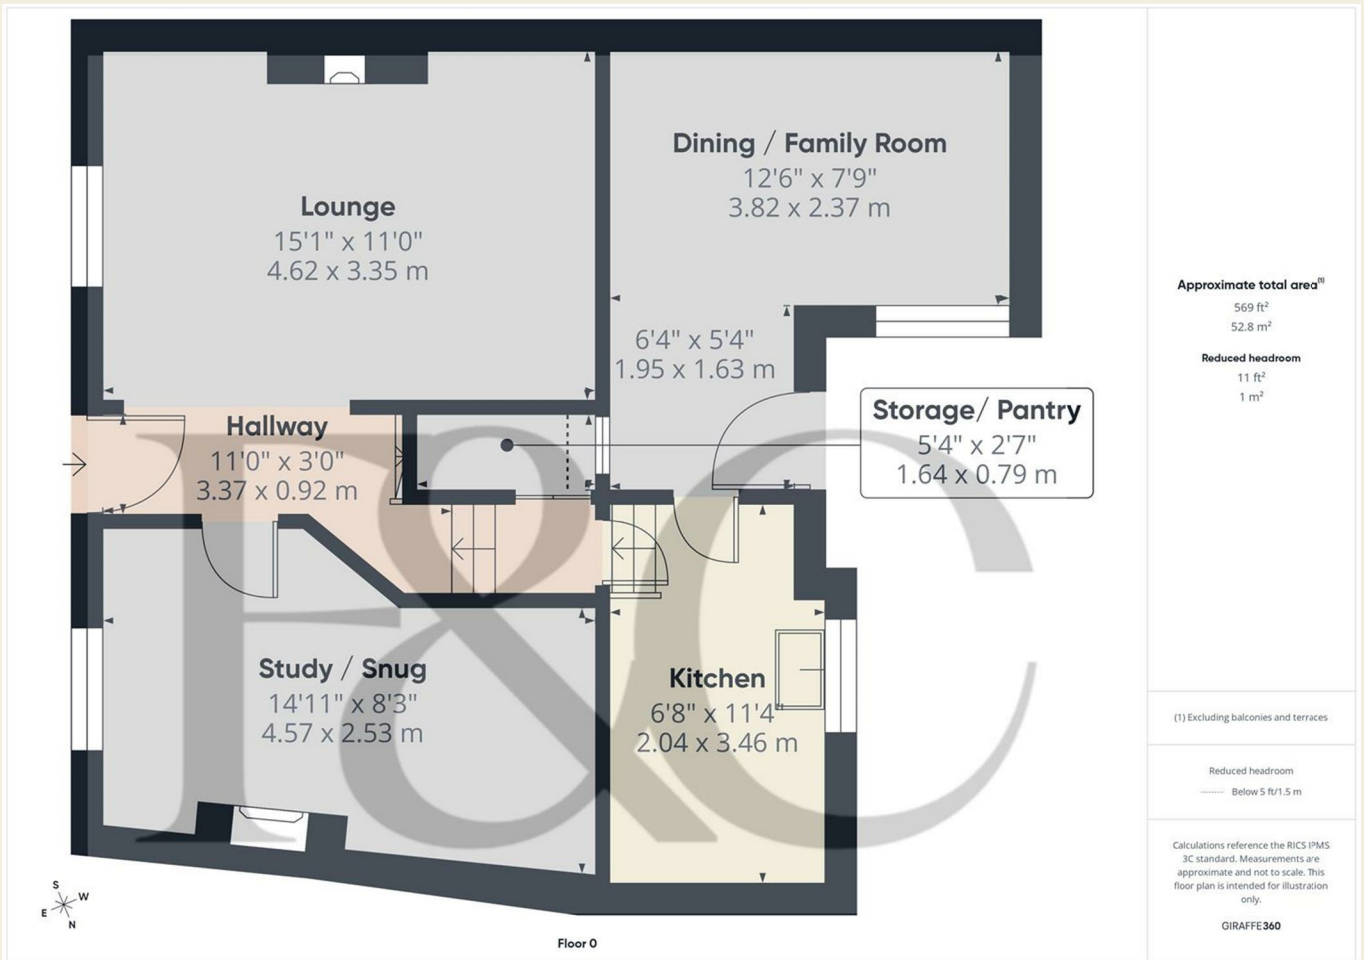 Lounge
15'1" x 11'0"
4.62 x 3.35 m
Dining / Family Room
12'6" x 7'9"
3.82 x 2.37 m
6'4" x 5'4"
1.95 x 1.63 m
Hallway
11'0" x 3'0"
3.37 x 0.92 m
Storage/ Pantry
5'4" x 2'7"
1.64 x 0.79 m
Study / Snug
14'11" x 8'3"
4.57 x 2.53 m
Kitchen
6'8" x 11'4"
2.04 x 3.46 m
F&C
S
W
E
N
Floor 0
Approximate total area(1)
569 ft²
52.8 m²
Reduced headroom
11 ft²
1 m²
(1) Excluding balconies and terraces
Reduced headroom
Below 5 ft/1.5 m
Calculations reference the RICS IPMS
3C standard. Measurements are
approximate and not to scale. This
floor plan is intended for illustration
only.
GIRAFFE360